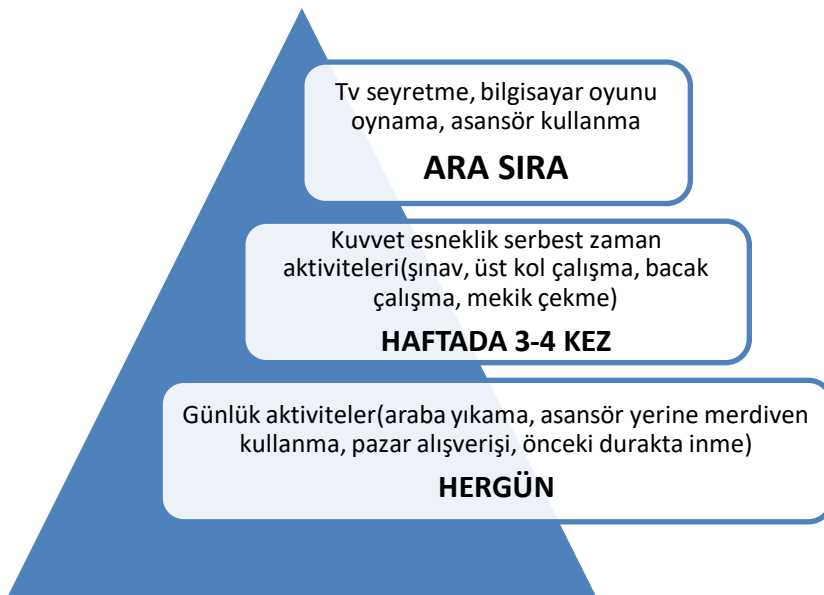 Tv seyretme, bilgisayar oyunu
oynama, asansör kullanma
ARA SIRA
Kuvvet esneklik serbest zaman
aktiviteleri(şınav, üst kol çalışma, bacak
çalışma, mekik çekme)
HAFTADA 3-4 KEZ
Günlük aktiviteler(araba yıkama, asansör yerine merdiven
kullanma, pazar alışverişi, önceki durakta inme)
HERGÜN